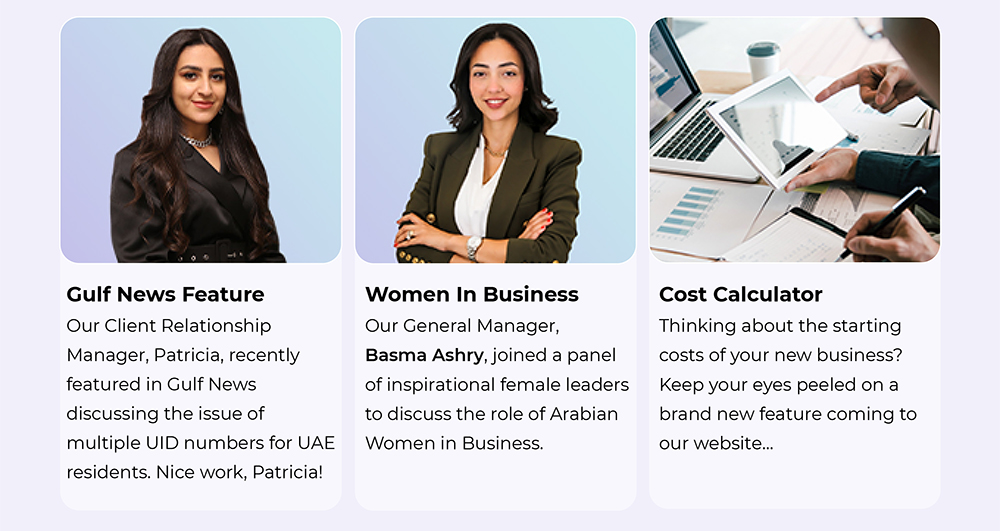 Gulf News Feature
Our Client Relationship
Manager, Patricia, recently
featured in Gulf News
discussing the issue of
multiple UID numbers for UAE
residents. Nice work, Patricia!
Women In Business
Our General Manager,
Basma Ashry, joined a panel
of inspirational female leaders
to discuss the role of Arabian
Women in Business.
Cost Calculator
Thinking about the starting
costs of your new business?
Keep your eyes peeled on a
brand new feature coming to
our website...